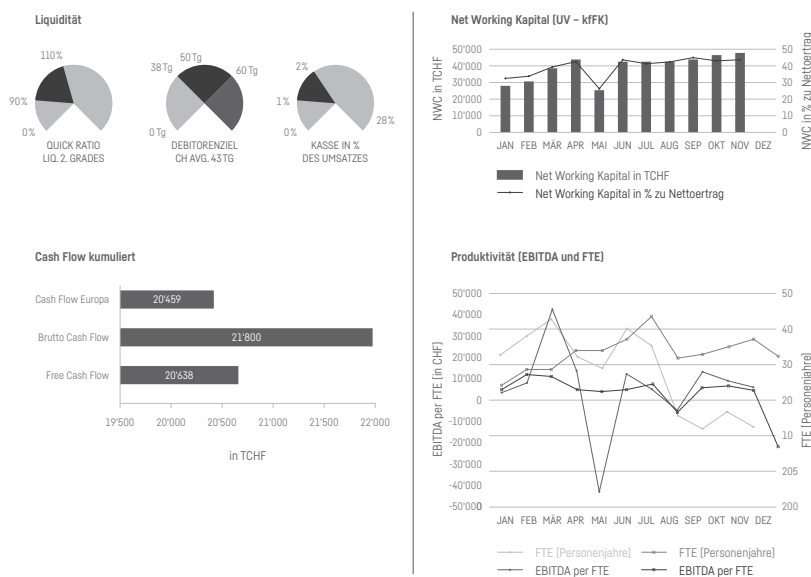 Liquidität
110%
90%
0%
QUICK RATIO
LIQ. 2. GRADES
50 Tg
38 Tg
60 Tg
0 Tg
DEBITORENZIEL
CH AVG. 43 TG
2%
1%
0%
28%
KASSE IN %
DES UMSATZES
Net Working Kapital (UV – kfFK)
NWC in TCHF
50'000
40'000
30'000
20'000
10'000
0
50
40
30
20
10
0
NWC in % zu Nettoertrag
JAN FEB MÄR APR MAI JUN JUL AUG SEP OKT NOV DEZ
Net Working Kapital in TCHF
Net Working Kapital in % zu Nettoertrag
Cash Flow kumuliert
Cash Flow Europa 20'459
Brutto Cash Flow 21'800
Free Cash Flow 20'638
19'500 20'000 20'500 21'000 21'500 22'000
in TCHF
Produktivität (EBITDA und FTE)
EBITDA per FTE (in CHF)
50'000
40'000
30'000
20'000
10'000
0
-10'000
-20'000
-30'000
-40'000
-50'000
50
40
30
20
10
205
200
FTE (Personenjahre)
JAN FEB MÄR APR MAI JUN JUL AUG SEP OKT NOV DEZ
FTE (Personenjahre) FTE (Personenjahre)
EBITDA per FTE EBITDA per FTE